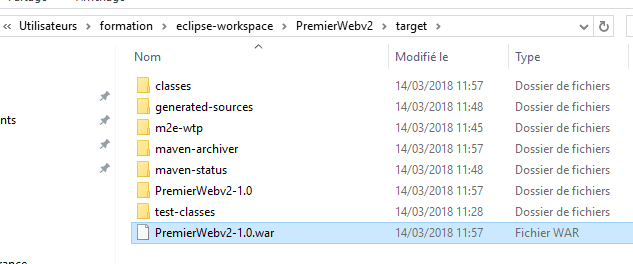 « Utilisateurs > formation > eclipse-workspace > PremierWebv2 > target >
Nom Modifié le Type
classes 14/03/2018 11:57 Dossier de fichiers
generated-sources 14/03/2018 11:48 Dossier de fichiers
m2e-wtp 14/03/2018 11:45 Dossier de fichiers
maven-archiver 14/03/2018 11:57 Dossier de fichiers
nts maven-status 14/03/2018 11:48 Dossier de fichiers
PremierWebv2-1.0 14/03/2018 11:57 Dossier de fichiers
test-classes 14/03/2018 11:28 Dossier de fichiers
PremierWebv2-1.0.war 14/03/2018 11:57 Fichier WAR